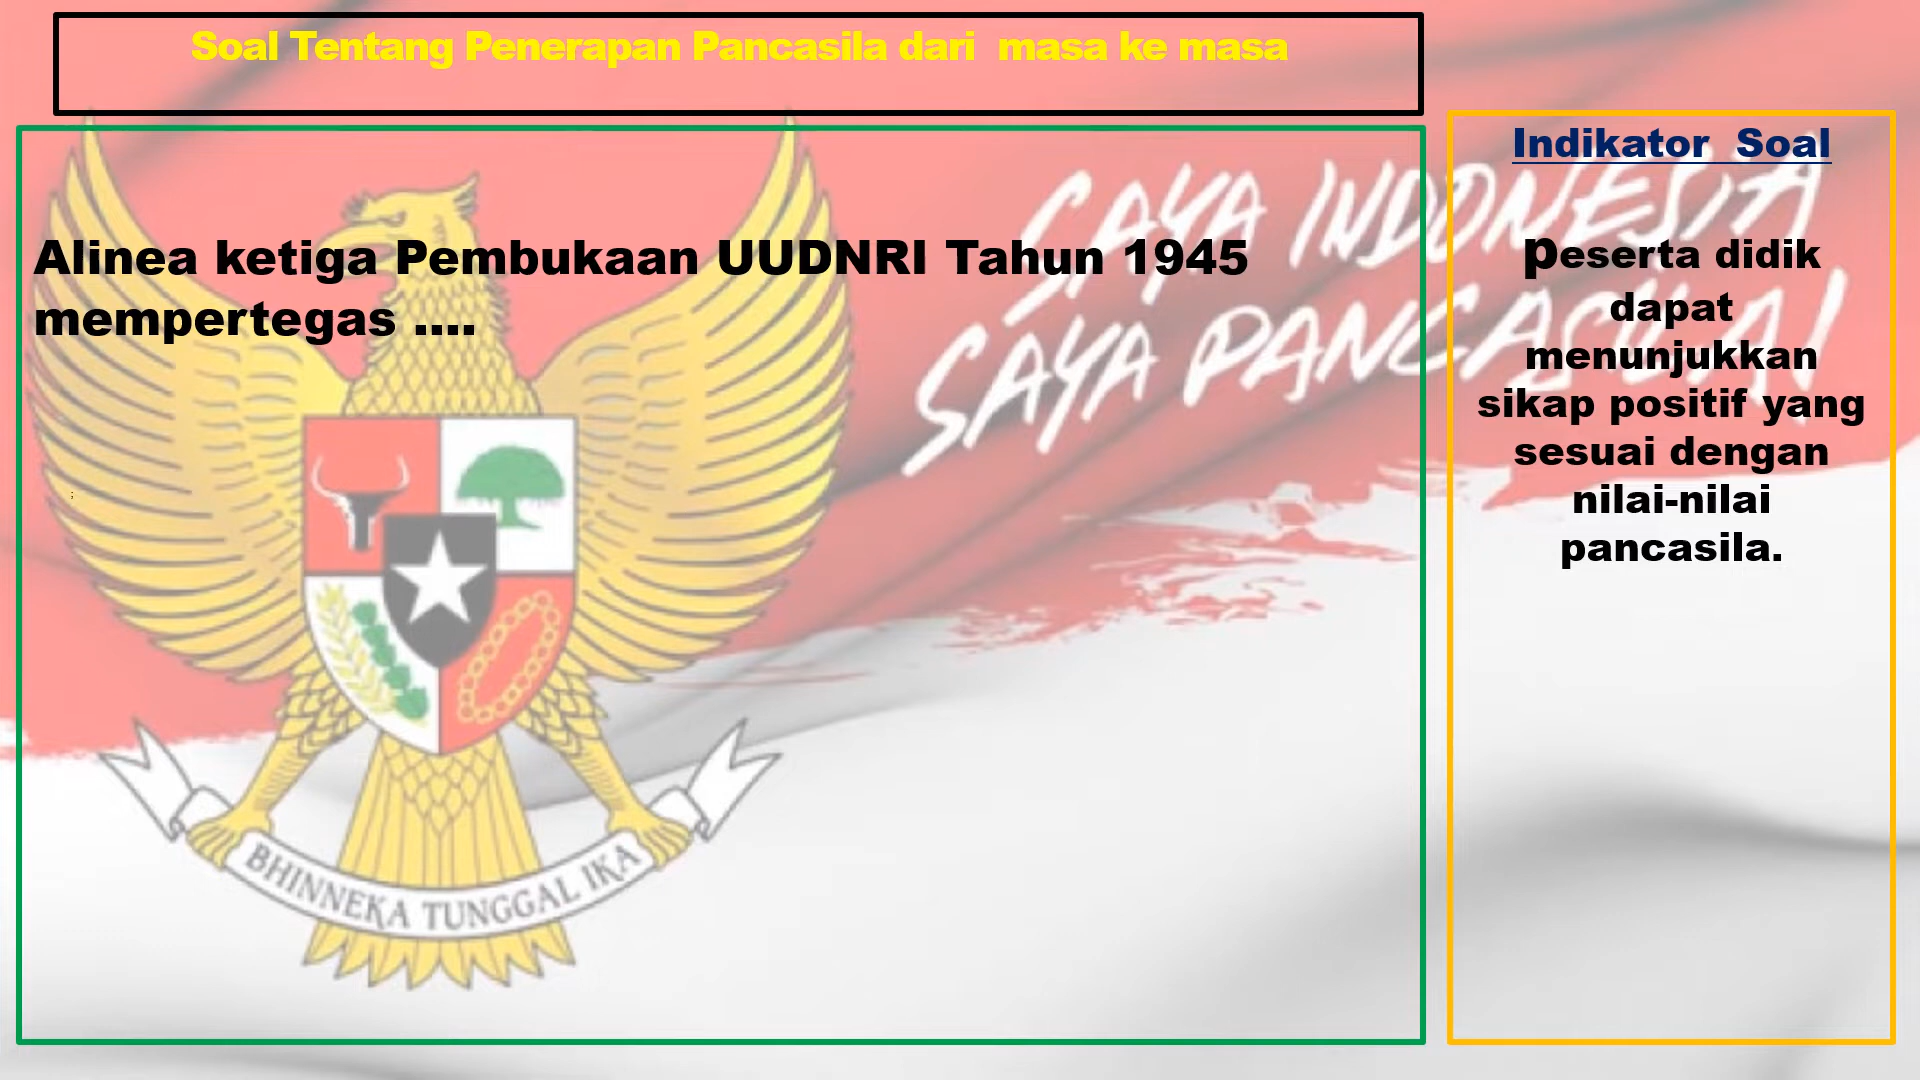 Soal Tentang Penerapan Pancasila dari  masa ke masa
Alinea ketiga Pembukaan UUDNRI Tahun 1945
mempertegas ....
;
SAYA INDONESIA
SAYA PANCASILA!
BHINNEKA TUNGGAL IKA
Indikator  Soal
peserta didik
dapat
menunjukkan
sikap positif yang
sesuai dengan
nilai-nilai
pancasila.